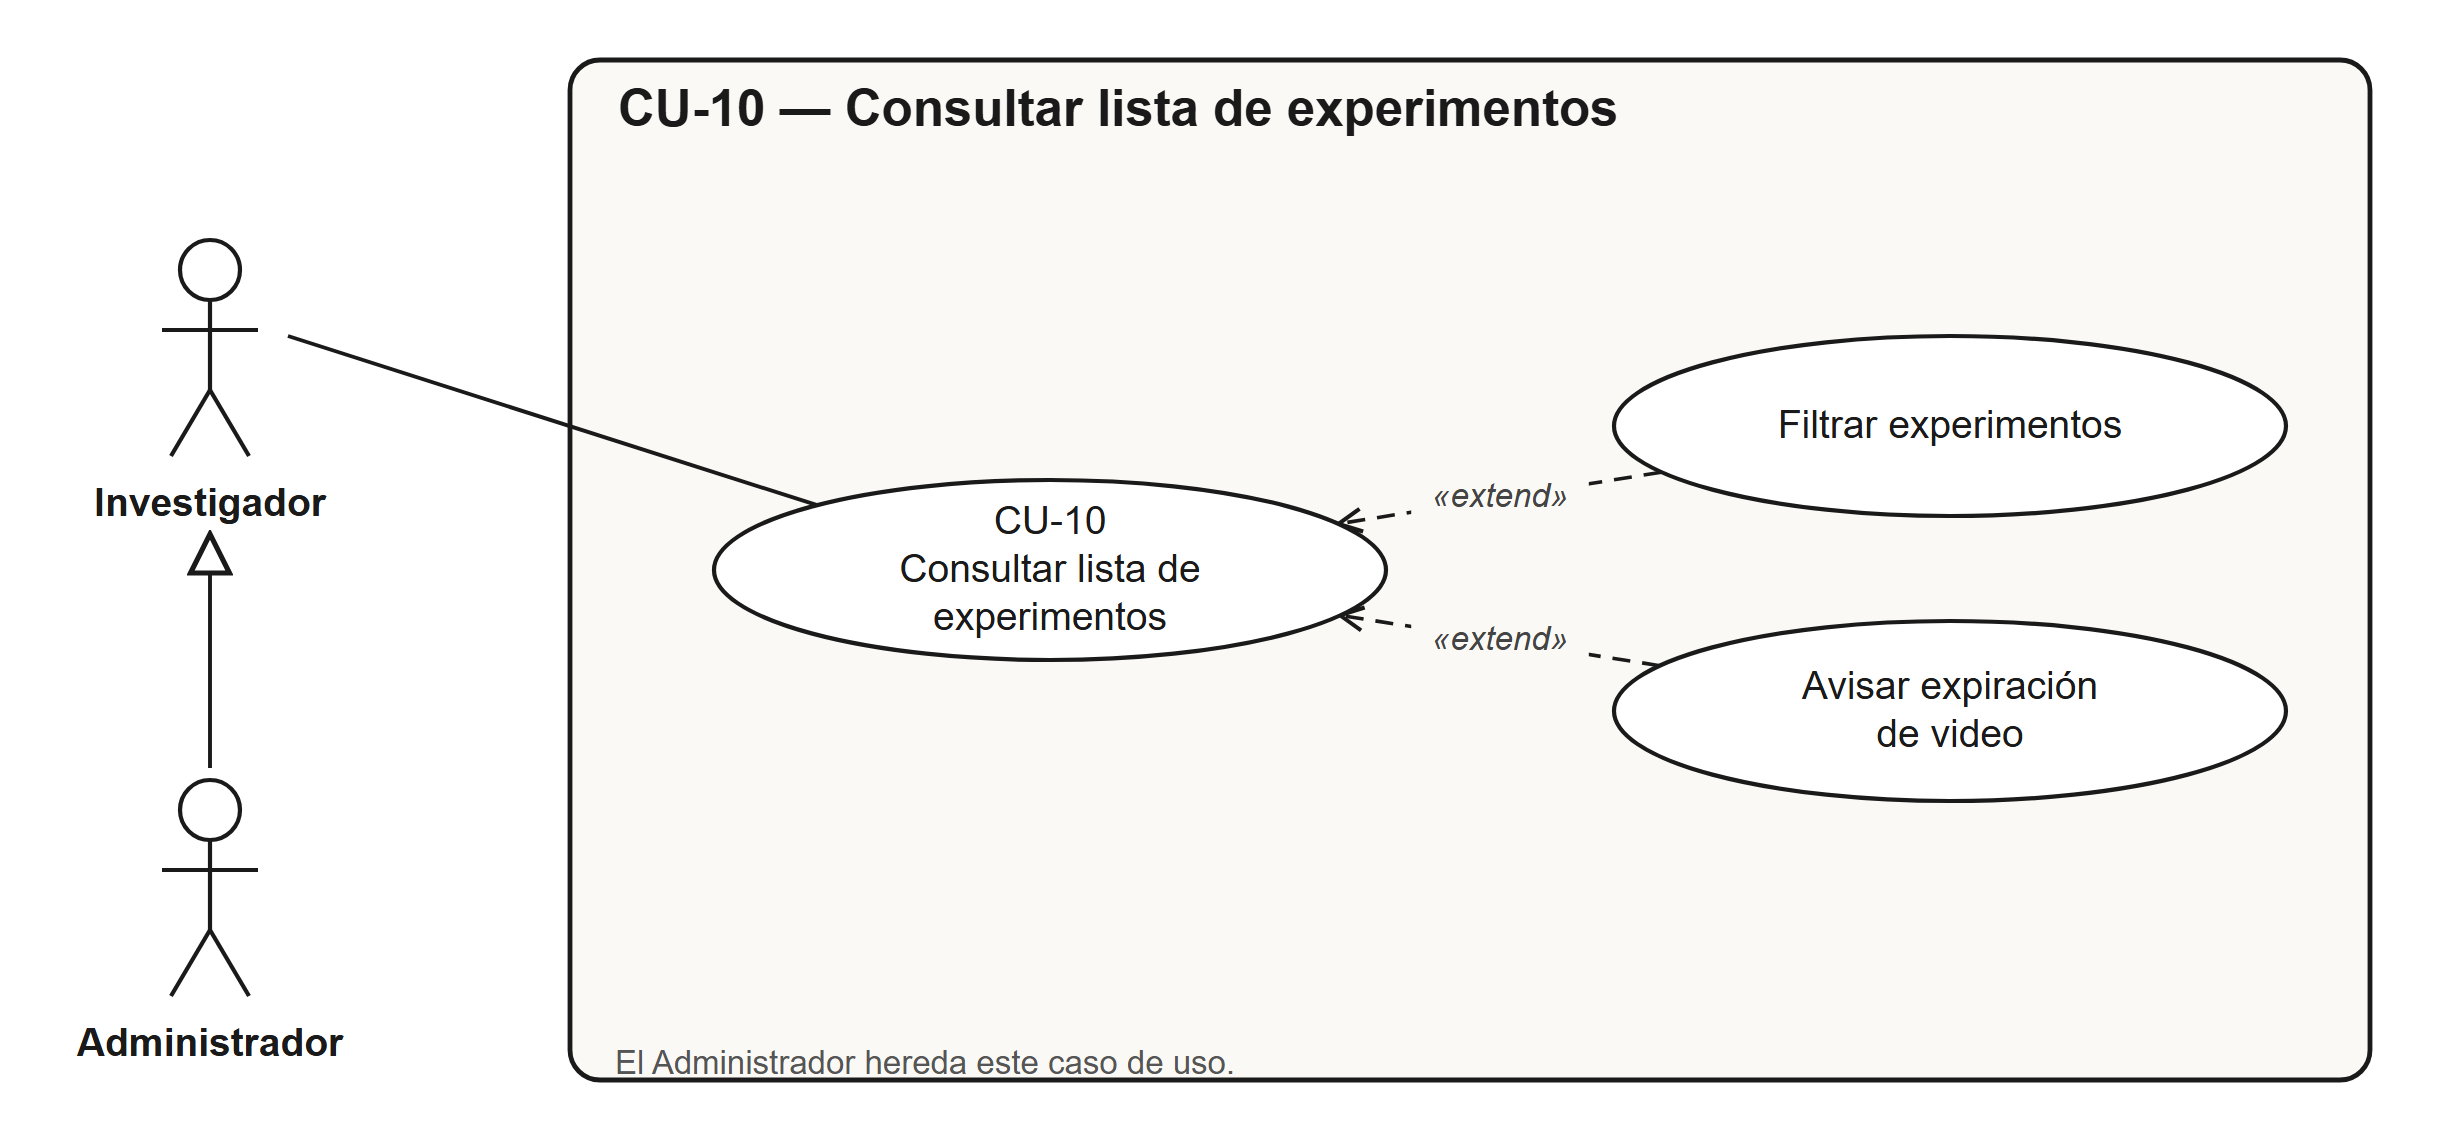 CU-10 — Consultar lista de experimentos
Investigador
Administrador
CU-10
Consultar lista de
experimentos
«extend»
«extend»
Filtrar experimentos
Avisar expiración
de video
El Administrador hereda este caso de uso.